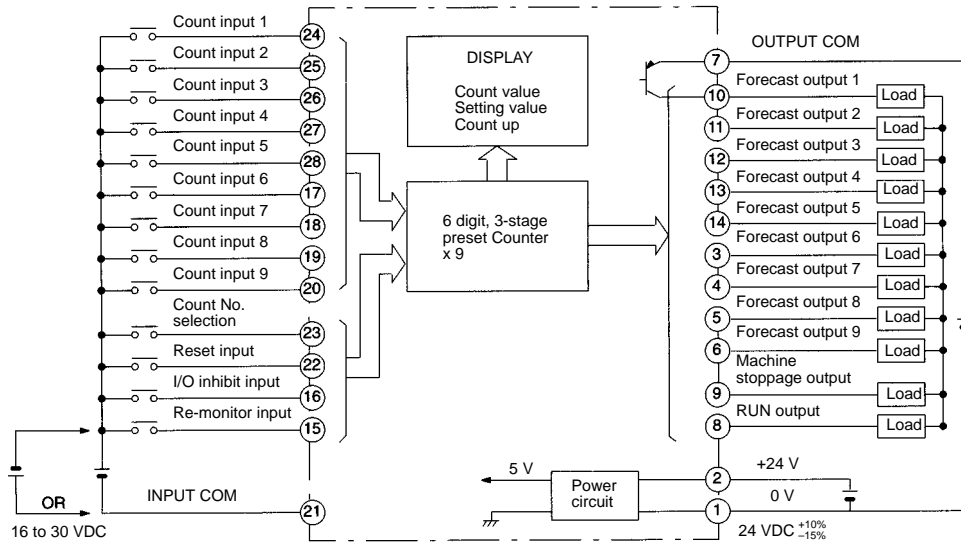 Count input 1
24
Count input 2
25
Count input 3
26
Count input 4
27
Count input 5
28
Count input 6
17
Count input 7
18
Count input 8
19
Count input 9
20
Count No.
selection
23
Reset input
22
I/O inhibit input
16
Re-monitor input
15
OR
16 to 30 VDC
INPUT COM
21
DISPLAY
Count value
Setting value
Count up
6 digit, 3-stage
preset Counter
x 9
5 V
Power
circuit
OUTPUT COM
7
Forecast output 1
10
Load
Forecast output 2
11
Load
Forecast output 3
12
Load
Forecast output 4
13
Load
Forecast output 5
14
Load
Forecast output 6
3
Load
Forecast output 7
4
Load
Forecast output 8
5
Load
Forecast output 9
6
Load
Machine
stoppage output
9
Load
RUN output
8
Load
2
+24 V
0 V
1
24 VDC +10%
–15%